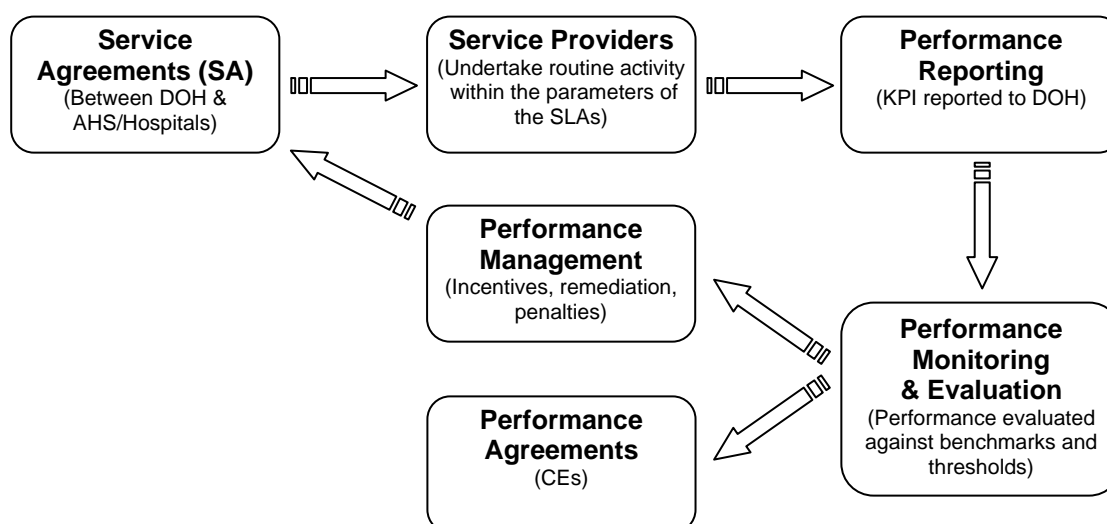 Service
Agreements (SA)
(Between DOH &
AHS/Hospitals)
Service Providers
(Undertake routine activity
within the parameters of
the SLAs)
Performance
Reporting
(KPI reported to DOH)
Performance
Management
(Incentives, remediation,
penalties)
Performance
Monitoring
& Evaluation
(Performance evaluated
against benchmarks and
thresholds)
Performance
Agreements
(CEs)